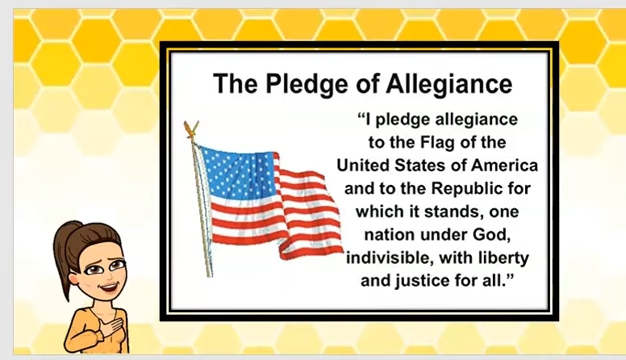 The Pledge of Allegiance
“I pledge allegiance
to the Flag of the
United States of America
and to the Republic for
which it stands, one
nation under God,
indivisible, with liberty
and justice for all.”